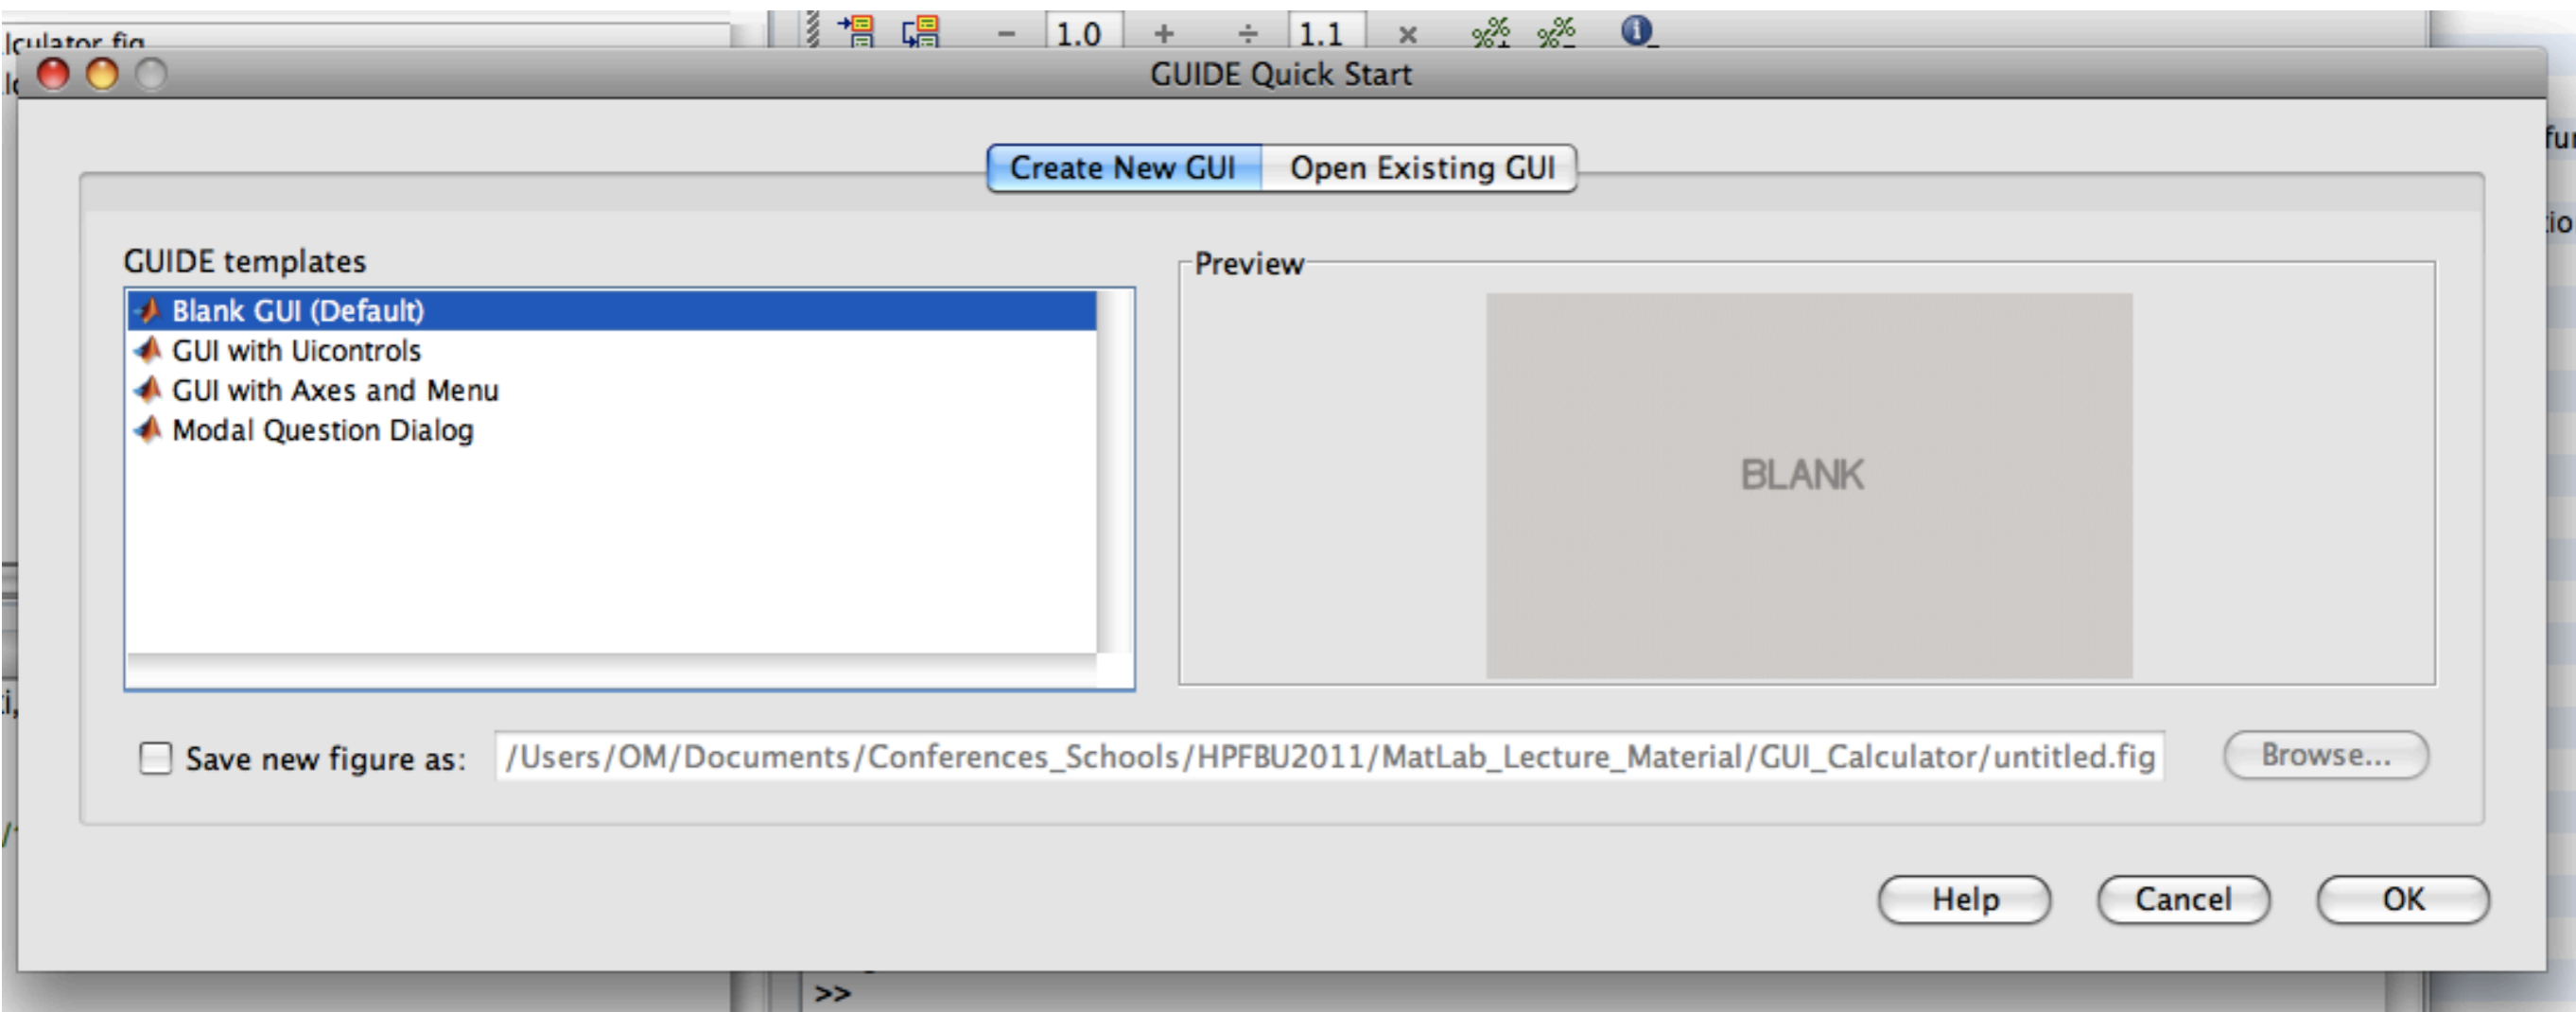 lculator.fig
− 1.0 + ÷ 1.1 ×
GUIDE Quick Start
Create New GUI Open Existing GUI
GUIDE templates
Preview
Blank GUI (Default)
GUI with Uicontrols
GUI with Axes and Menu
Modal Question Dialog
BLANK
Save new figure as: /Users/OM/Documents/Conferences_Schools/HPFBU2011/MatLab_Lecture_Material/GUI_Calculator/untitled.fig Browse...
Help Cancel OK
>>